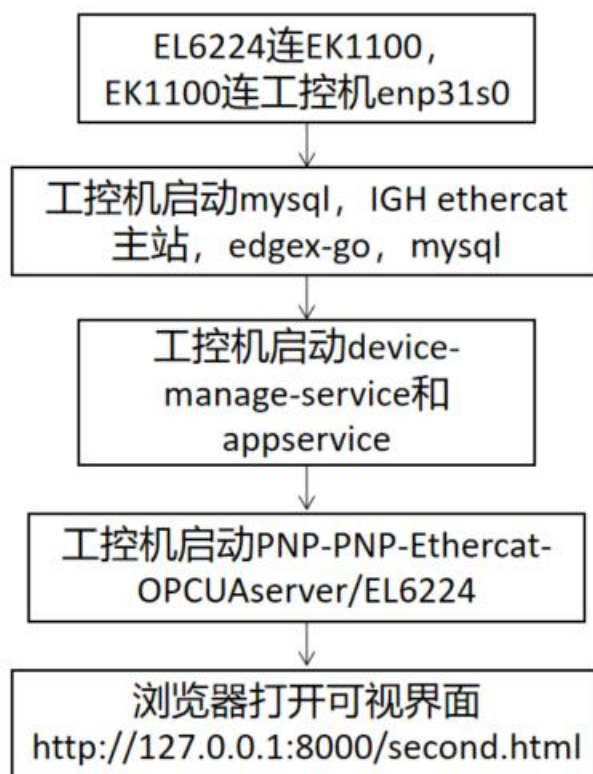 EL6224连EK1100，
EK1100连工控机enp31s0
工控机启动mysql，IGH ethercat
主站，edgex-go，mysql
工控机启动device-
manage-service和
appservice
工控机启动PNP-PNP-Ethercat-
OPCUAserver/EL6224
浏览器打开可视界面
http://127.0.0.1:8000/second.html